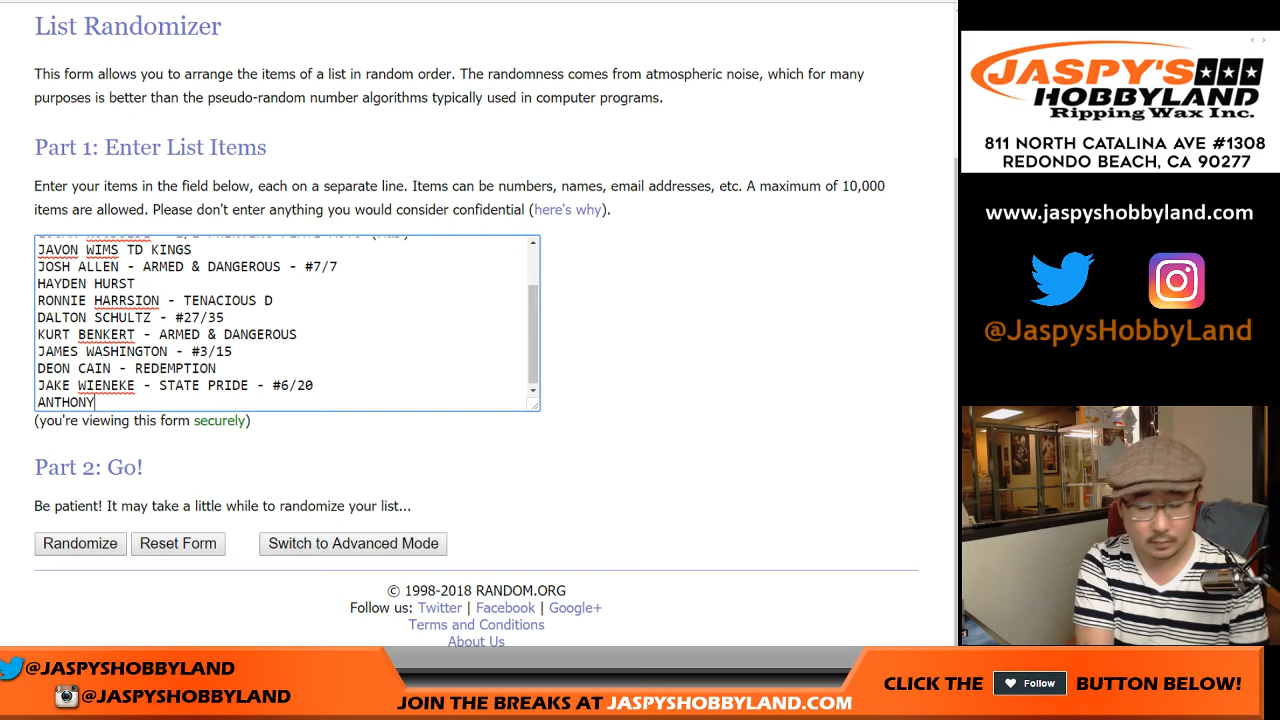 List Randomizer
This form allows you to arrange the items of a list in random order. The randomness comes from atmospheric noise, which for many
purposes is better than the pseudo-random number algorithms typically used in computer programs.
Part 1: Enter List Items
Enter your items in the field below, each on a separate line. Items can be numbers, names, email addresses, etc. A maximum of 10,000
items are allowed. Please don't enter anything you would consider confidential (here's why).
JAVON WIMS TD KINGS
JOSH ALLEN - ARMED & DANGEROUS - #7/7
HAYDEN HURST
RONNIE HARRSION - TENACIOUS D
DALTON SCHULTZ - #27/35
KURT BENKERT - ARMED & DANGEROUS
JAMES WASHINGTON - #3/15
DEON CAIN - REDEMPTION
JAKE WIENEKE - STATE PRIDE - #6/20
ANTHONY
(you're viewing this form securely)
Part 2: Go!
Be patient! It may take a little while to randomize your list...
Randomize Reset Form Switch to Advanced Mode
© 1998-2018 RANDOM.ORG
Follow us: Twitter | Facebook | Google+
Terms and Conditions
About Us
JASPY'S
HOBBYLAND
Ripping Wax Inc.
811 NORTH CATALINA AVE #1308
REDONDO BEACH, CA 90277
www.jaspyshobbyland.com
@JaspysHobbyLand
@JASPYSHOBBYLAND
@JASPYSHOBBYLAND
JOIN THE BREAKS AT JASPYSHOBBYLAND.COM
CLICK THE Follow BUTTON BELOW!